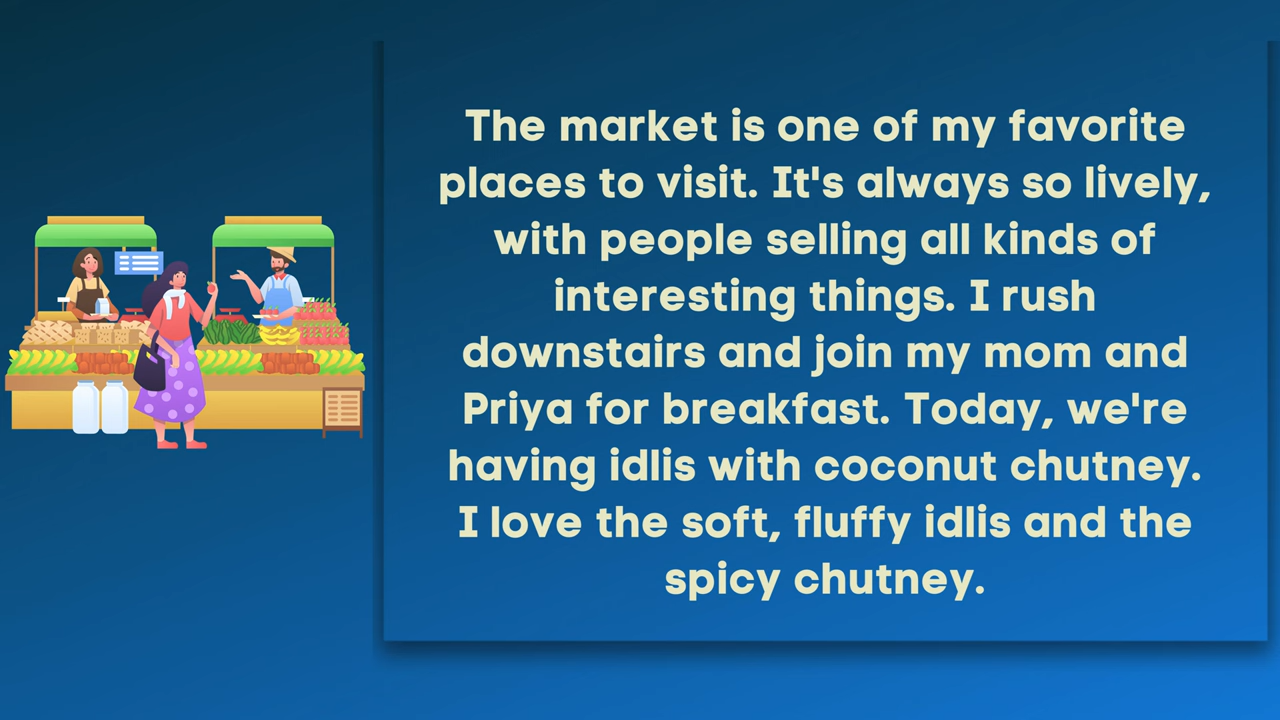 The market is one of my favorite
places to visit. It's always so lively,
with people selling all kinds of
interesting things. I rush
downstairs and join my mom and
Priya for breakfast. Today, we're
having idlis with coconut chutney.
I love the soft, fluffy idlis and the
spicy chutney.